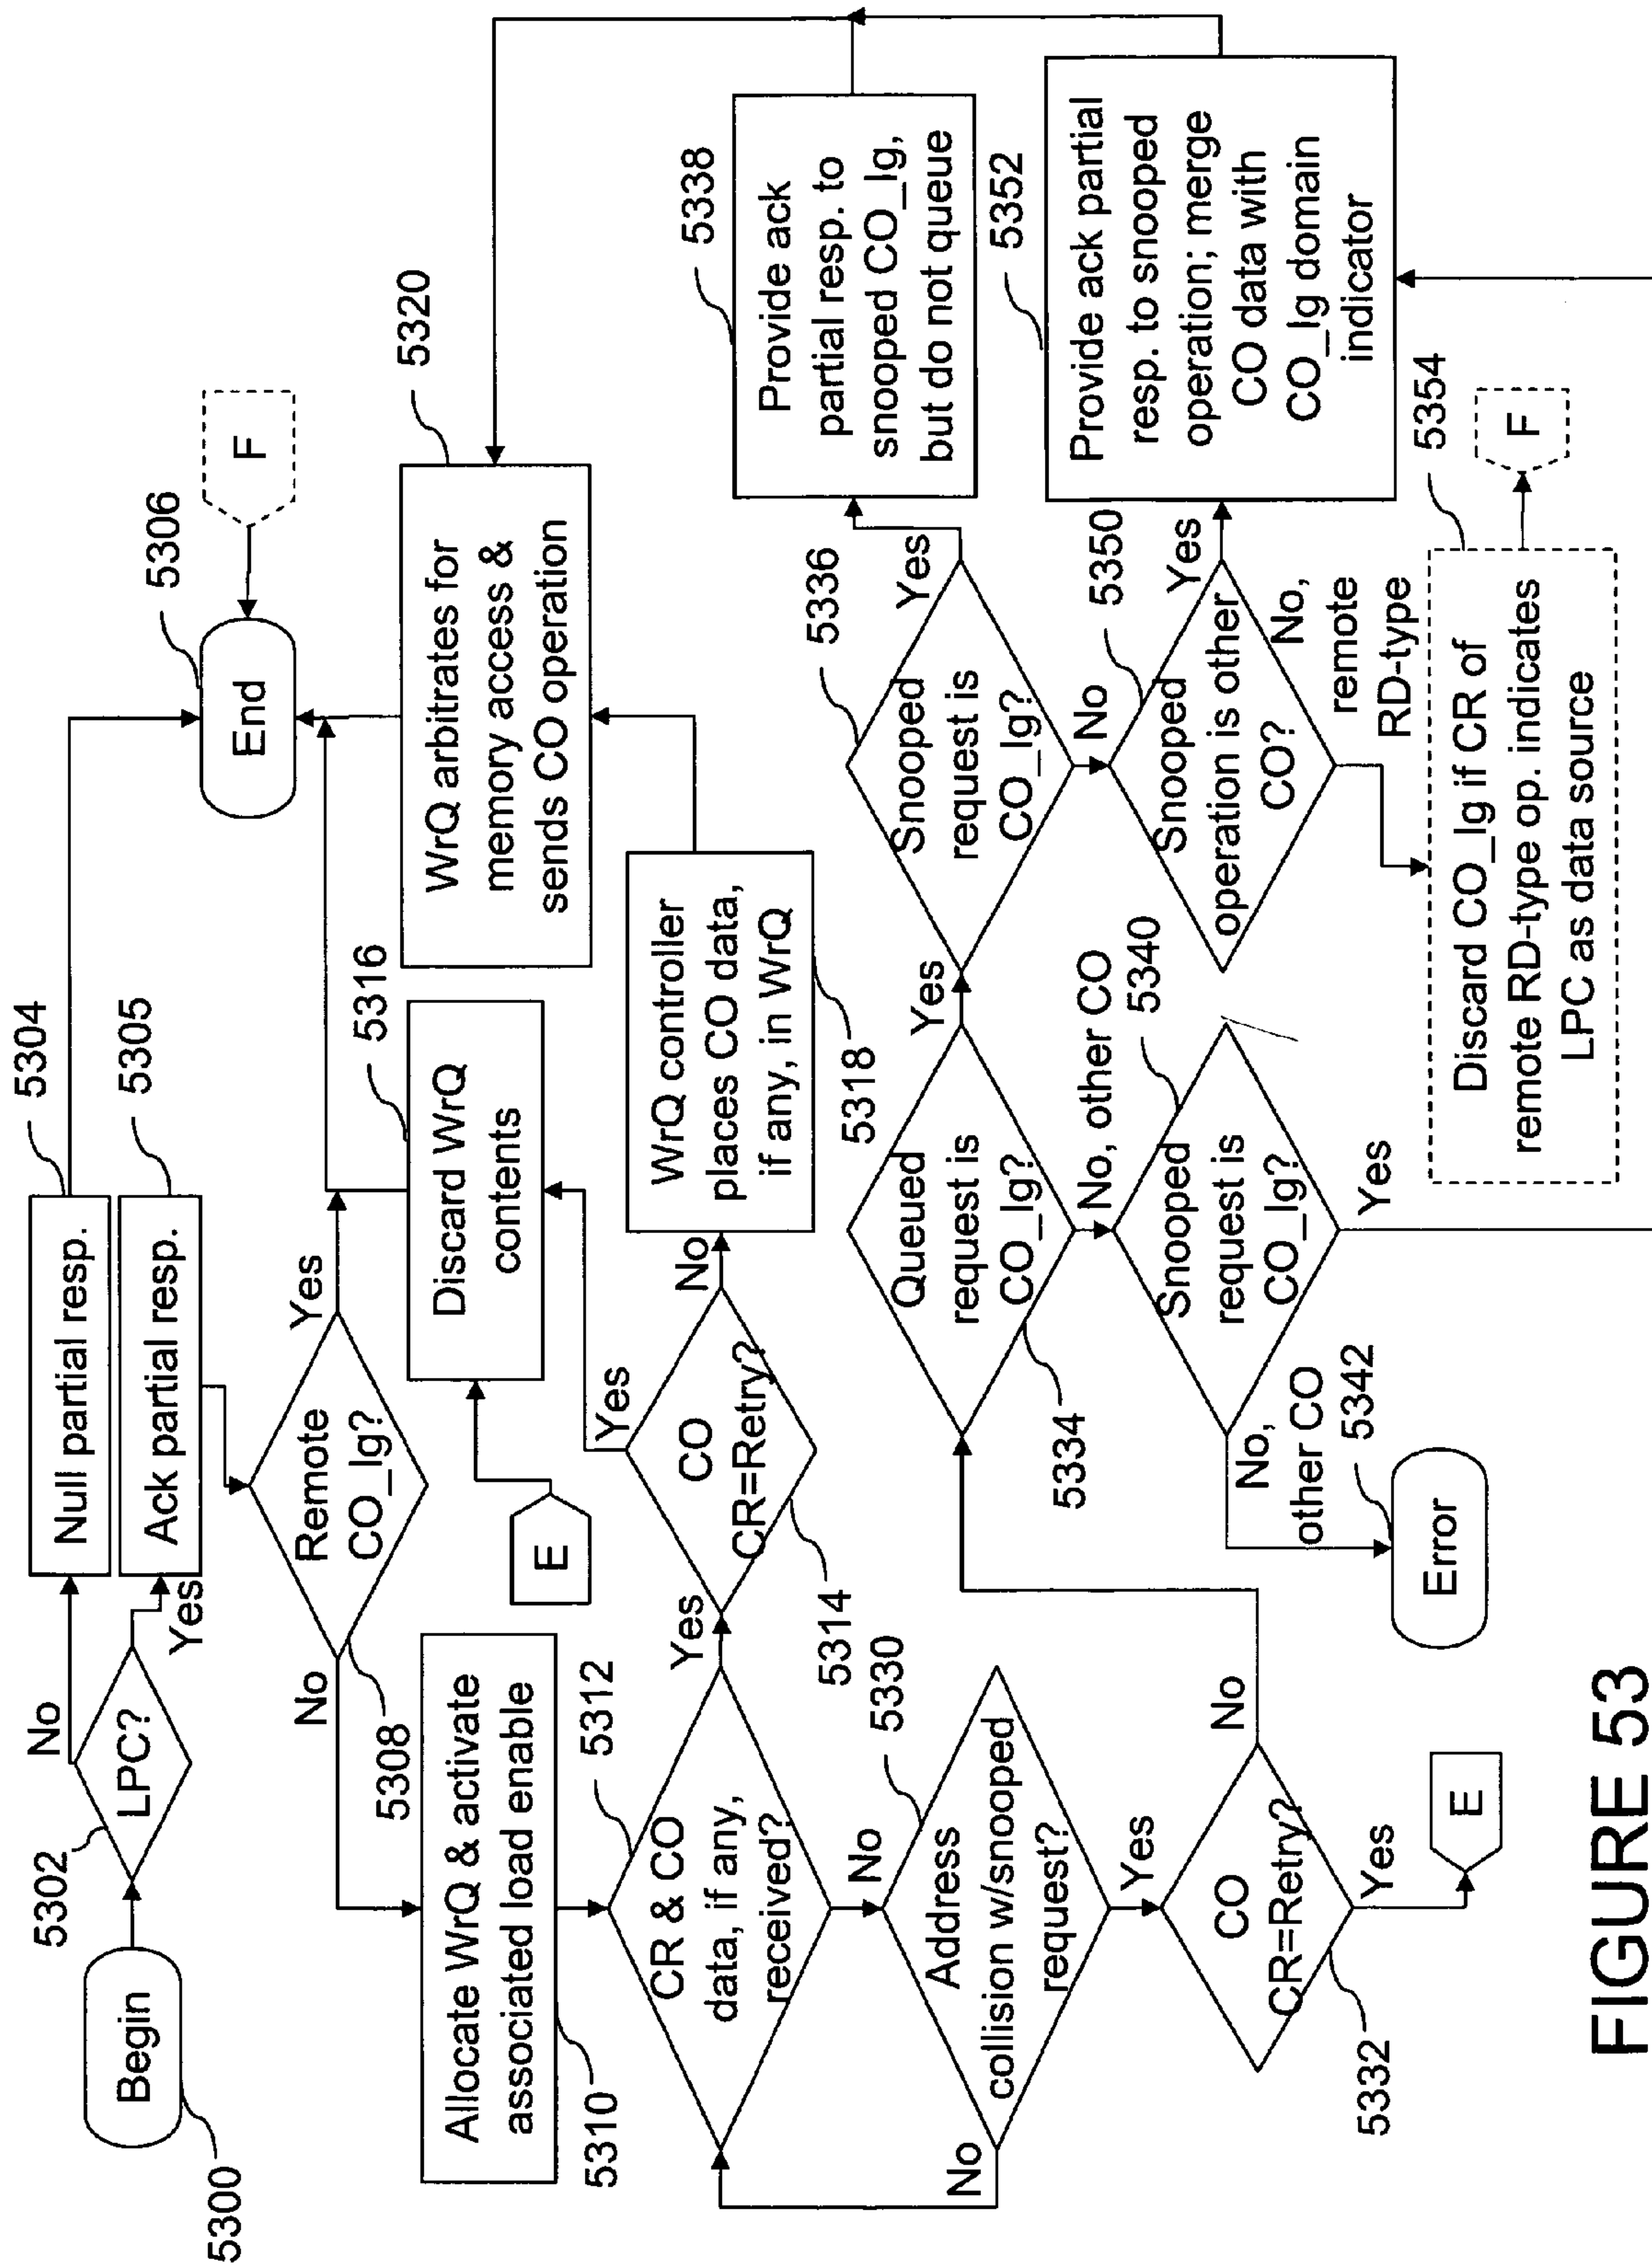 5300
Begin
5302
LPC?
No
Yes
5304
Null partial resp.
5305
Ack partial resp.
5306
End
F
Remote
CO_lg?
Yes
No
5308
Allocate WrQ & activate
associated load enable
5310
E
Discard WrQ
contents
5316
WrQ arbitrates for
memory access &
sends CO operation
5320
CR & CO
data, if any,
received?
5312
Yes
No
CO
CR=Retry?
5314
Yes
No
WrQ controller
places CO data,
if any, in WrQ
5318
Address
collision w/snooped
request?
5330
No
Yes
CO
CR=Retry?
5332
No
Yes
E
Queued
request is
CO_lg?
5334
Yes
No, other CO
Snooped
request is
CO_lg?
5336
Yes
No
Provide ack
partial resp. to
snooped CO_lg,
but do not queue
5338
Snooped
request is
CO_lg?
5340
Yes
No,
other CO
5342
Error
Snooped
operation is other
CO?
5350
Yes
No,
remote
RD-type
Provide ack partial
resp. to snooped
operation; merge
CO data with
CO_lg domain
indicator
5352
Discard CO_lg if CR of
remote RD-type op. indicates
LPC as data source
5354
F
FIGURE 53